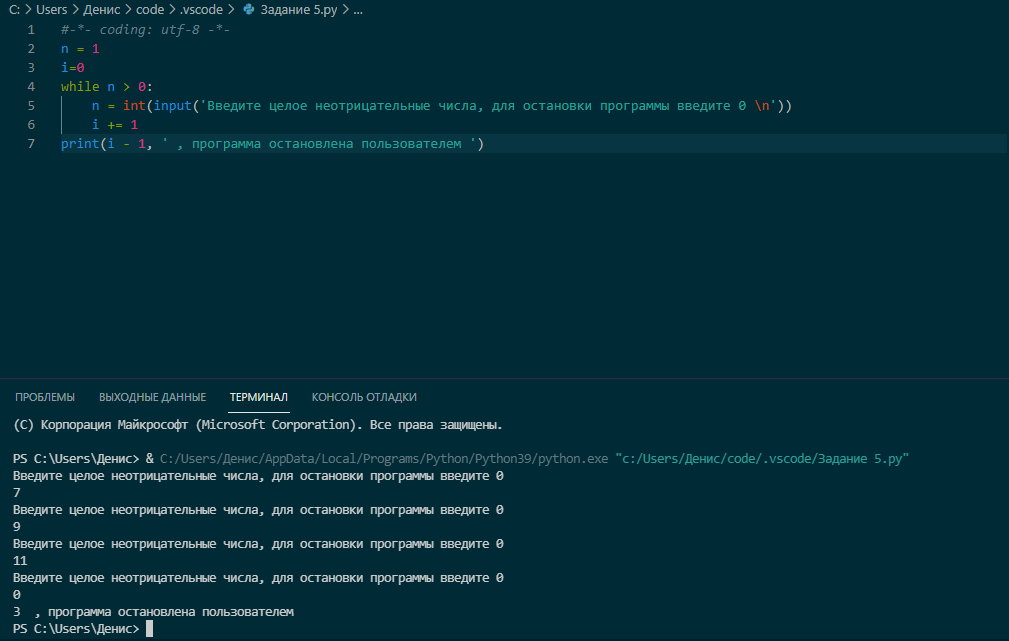 C: > Users > Денис > code > .vscode > Задание 5.py > ...
1 #-*- coding: utf-8 -*-
2 n = 1
3 i=0
4 while n > 0:
5     n = int(input('Введите целое неотрицательные числа, для остановки программы введите 0 \n'))
6     i += 1
7 print(i - 1, ' , программа остановлена пользователем ')
ПРОБЛЕМЫ ВЫХОДНЫЕ ДАННЫЕ ТЕРМИНАЛ КОНСОЛЬ ОТЛАДКИ
(C) Корпорация Майкрософт (Microsoft Corporation). Все права защищены.
PS C:\Users\Денис> & C:/Users/Денис/AppData/Local/Programs/Python/Python39/python.exe "c:/Users/Денис/code/.vscode/Задание 5.py"
Введите целое неотрицательные числа, для остановки программы введите 0
7
Введите целое неотрицательные числа, для остановки программы введите 0
9
Введите целое неотрицательные числа, для остановки программы введите 0
11
Введите целое неотрицательные числа, для остановки программы введите 0
0
3  , программа остановлена пользователем
PS C:\Users\Денис>